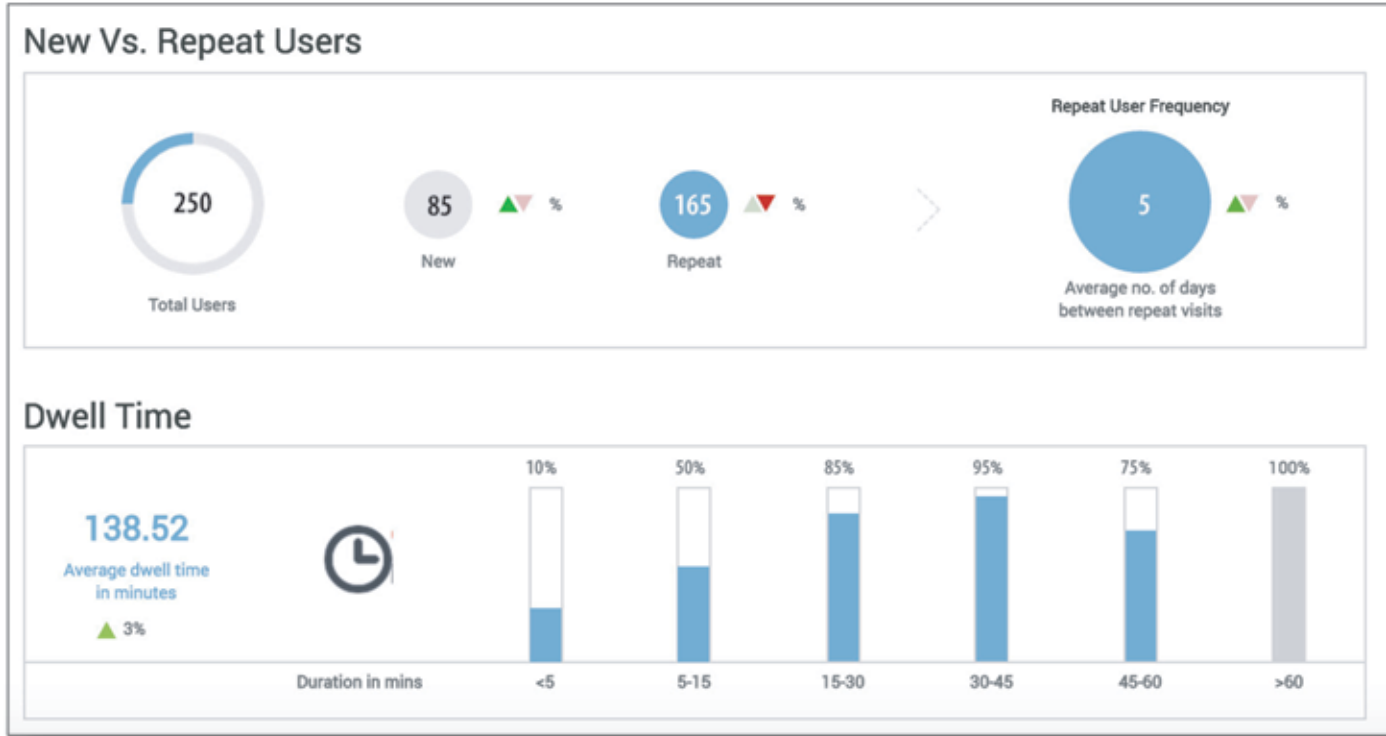 New Vs. Repeat Users
Repeat User Frequency
250
85
%
165
%
5
%
New
Repeat
Total Users
Average no. of days
between repeat visits
Dwell Time
10%
50%
85%
95%
75%
100%
138.52
Average dwell time
in minutes
3%
Duration in mins
<5
5-15
15-30
30-45
45-60
>60